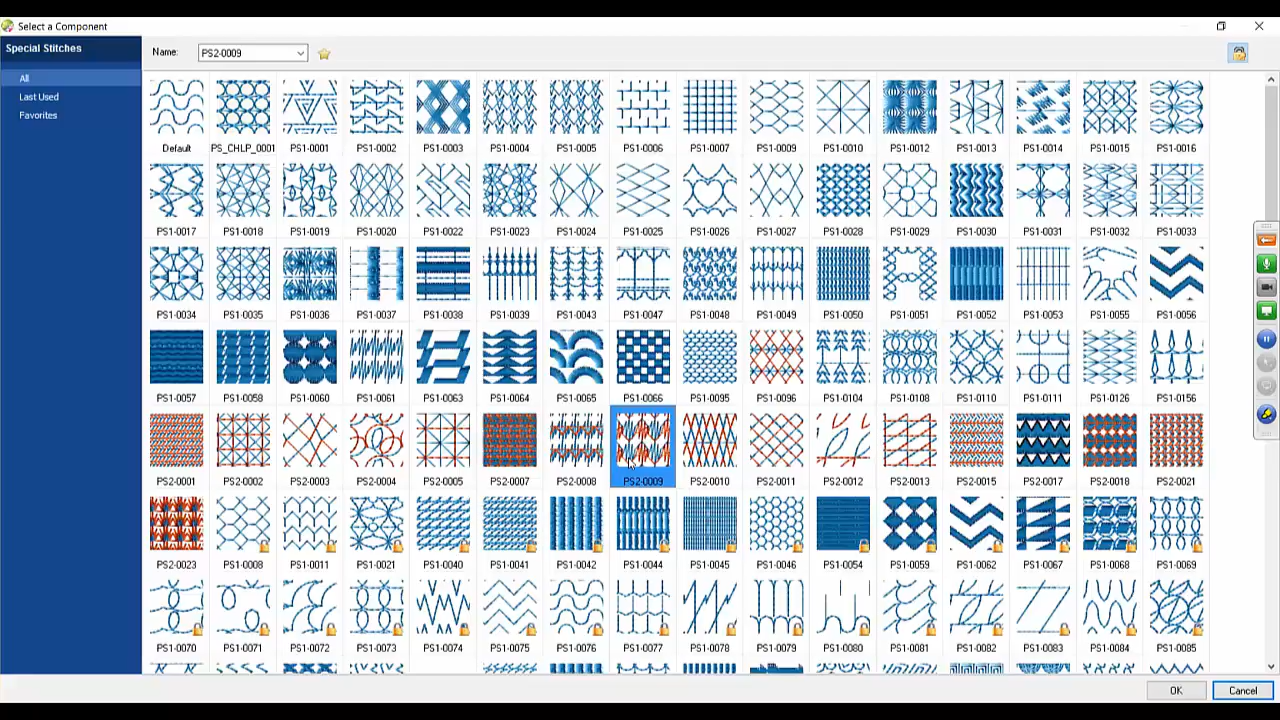 Select a Component
Special Stitches
Name: PS2-0009
All
Last Used
Favorites
Default PS_CHLP_0001 PS1-0001 PS1-0002 PS1-0003 PS1-0004 PS1-0005 PS1-0006 PS1-0007 PS1-0009 PS1-0010 PS1-0012 PS1-0013 PS1-0014 PS1-0015 PS1-0016
PS1-0017 PS1-0018 PS1-0019 PS1-0020 PS1-0022 PS1-0023 PS1-0024 PS1-0025 PS1-0026 PS1-0027 PS1-0028 PS1-0029 PS1-0030 PS1-0031 PS1-0032 PS1-0033
PS1-0034 PS1-0035 PS1-0036 PS1-0037 PS1-0038 PS1-0039 PS1-0043 PS1-0047 PS1-0048 PS1-0049 PS1-0050 PS1-0051 PS1-0052 PS1-0053 PS1-0055 PS1-0056
PS1-0057 PS1-0058 PS1-0060 PS1-0061 PS1-0063 PS1-0064 PS1-0065 PS1-0066 PS1-0095 PS1-0096 PS1-0104 PS1-0108 PS1-0110 PS1-0111 PS1-0126 PS1-0156
PS2-0001 PS2-0002 PS2-0003 PS2-0004 PS2-0005 PS2-0007 PS2-0008 PS2-0009 PS2-0010 PS2-0011 PS2-0012 PS2-0013 PS2-0015 PS2-0017 PS2-0018 PS2-0021
PS2-0023 PS1-0008 PS1-0011 PS1-0021 PS1-0040 PS1-0041 PS1-0042 PS1-0044 PS1-0045 PS1-0046 PS1-0054 PS1-0059 PS1-0062 PS1-0067 PS1-0068 PS1-0069
PS1-0070 PS1-0071 PS1-0072 PS1-0073 PS1-0074 PS1-0075 PS1-0076 PS1-0077 PS1-0078 PS1-0079 PS1-0080 PS1-0081 PS1-0082 PS1-0083 PS1-0084 PS1-0085
OK Cancel